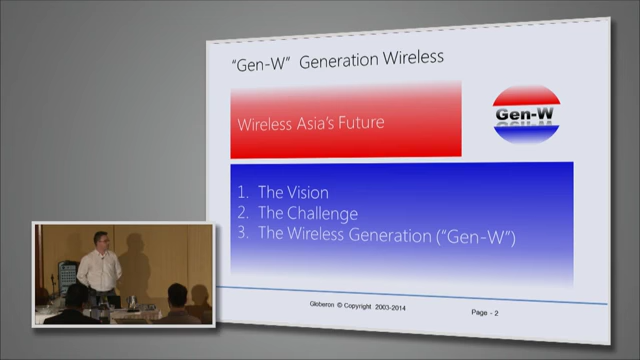 “Gen-W” Generation Wireless
Wireless Asia's Future
Gen-W
1. The Vision
2. The Challenge
3. The Wireless Generation (“Gen-W”)
Globeron © Copyright 2003-2014
Page - 2